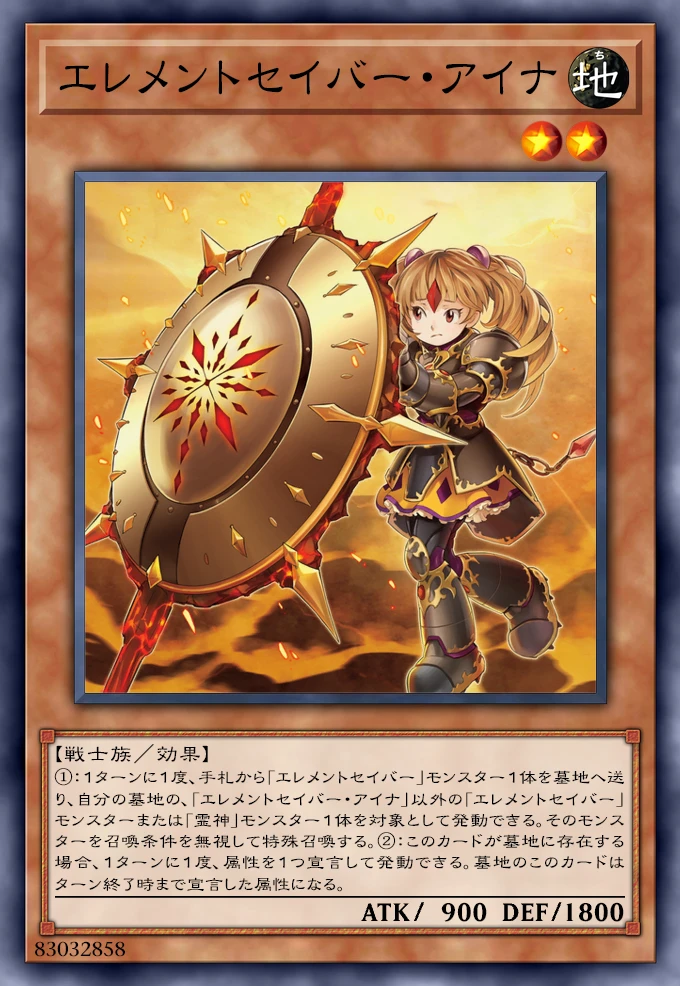 エレメントセイバー・アイナ
ち
地
【戦士族／効果】
①：1ターンに1度、手札から「エレメントセイバー」モンスター1体を墓地へ送
り、自分の墓地の、「エレメントセイバー・アイナ」以外の「エレメントセイバー」
モンスターまたは「霊神」モンスター1体を対象として発動できる。そのモンス
ターを召喚条件を無視して特殊召喚する。②：このカードが墓地に存在する
場合、1ターンに1度、属性を1つ宣言して発動できる。墓地のこのカードは
ターン終了時まで宣言した属性になる。
ATK/ 900 DEF/1800
83032858